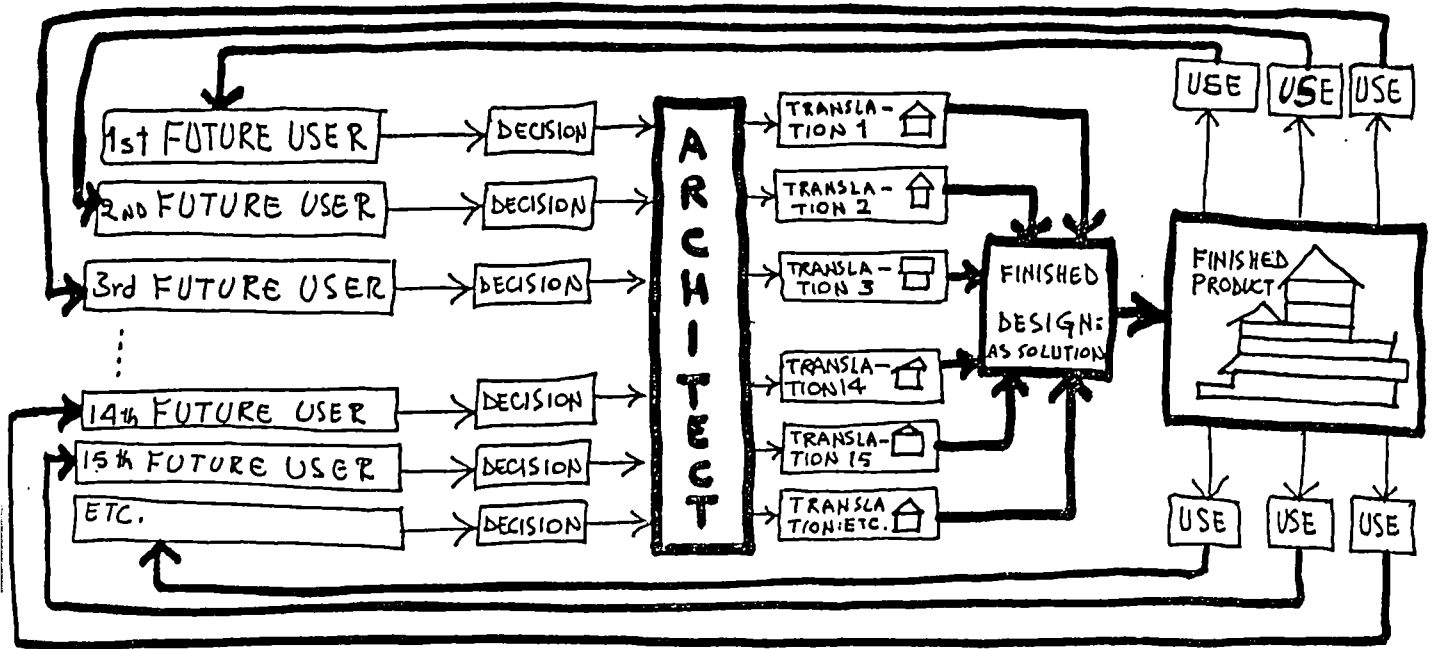 USE
USE
USE
1st FUTURE USER
DECISION
TRANSLA-
TION 1
2ND FUTURE USER
DECISION
TRANSLA-
TION 2
3rd FUTURE USER
DECISION
TRANSLA-
TION 3
14th FUTURE USER
DECISION
TRANSLA-
TION 14
15th FUTURE USER
DECISION
TRANSLA-
TION 15
ETC.
DECISION
TRANSLA
TION:ETC.
ARCHITECT
FINISHED
DESIGN:
AS SOLUTION
FINISHED
PRODUCT
USE
USE
USE